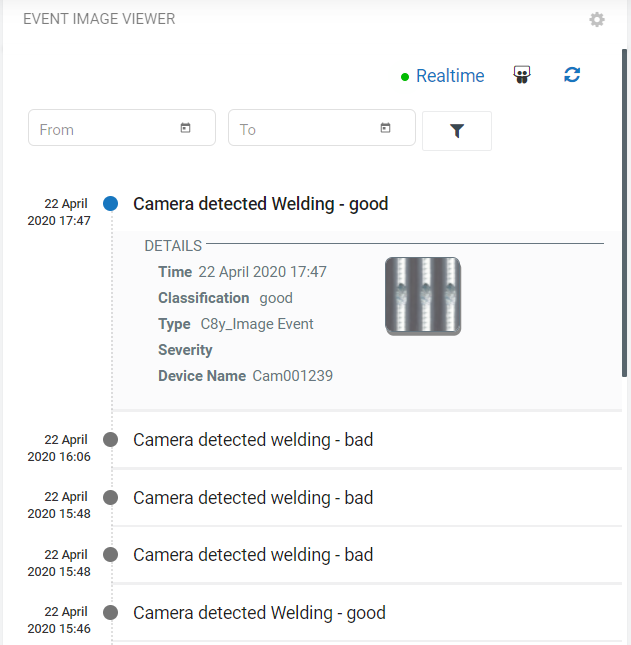 EVENT IMAGE VIEWER
Realtime
From
To
22 April
2020 17:47
Camera detected Welding - good
DETAILS
Time 22 April 2020 17:47
Classification good
Type C8y_Image Event
Severity
Device Name Cam001239
22 April
2020 16:06
Camera detected welding - bad
22 April
2020 15:48
Camera detected welding - bad
22 April
2020 15:48
Camera detected welding - bad
22 April
2020 15:46
Camera detected Welding - good